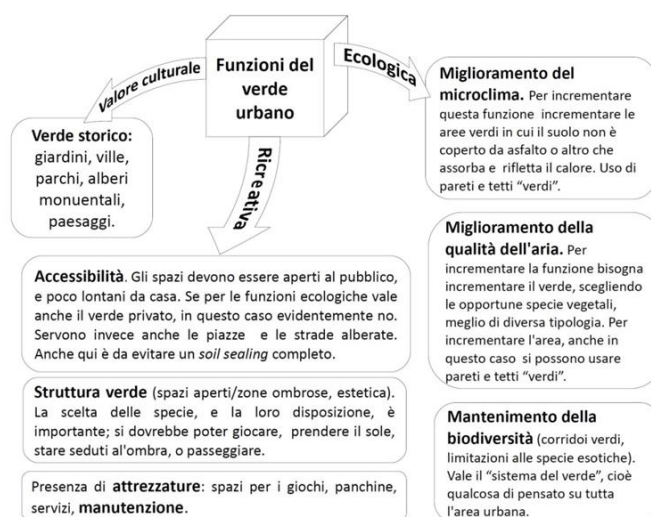 Funzioni del
verde
urbano
Valore culturale
Verde storico:
giardini, ville,
parchi, alberi
monuentali,
paesaggi.
Ricreativa
Accessibilità. Gli spazi devono essere aperti al pubblico,
e poco lontani da casa. Se per le funzioni ecologiche vale
anche il verde privato, in questo caso evidentemente no.
Servono invece anche le piazze e le strade alberate.
Anche qui è da evitare un soil sealing completo.
Struttura verde (spazi aperti/zone ombrose, estetica).
La scelta delle specie, e la loro disposizione, è
importante; si dovrebbe poter giocare, prendere il sole,
stare seduti al'ombra, o passeggiare.
Presenza di attrezzature: spazi per i giochi, panchine,
servizi, manutenzione.
Ecologica
Miglioramento del
microclima. Per incrementare
questa funzione incrementare le
aree verdi in cui il suolo non è
coperto da asfalto o altro che
assorba e rifletta il calore. Uso di
pareti e tetti “verdi”.
Miglioramento della
qualità dell'aria. Per
incrementare la funzione bisogna
incrementare il verde, scegliendo
le opportune specie vegetali,
meglio di diversa tipologia. Per
incrementare l'area, anche in
questo caso si possono usare
pareti e tetti “verdi”.
Mantenimento della
biodiversità (corridoi verdi,
limitazioni alle specie esotiche).
Vale il “sistema del verde”, cioè
qualcosa di pensato su tutta
l'area urbana.